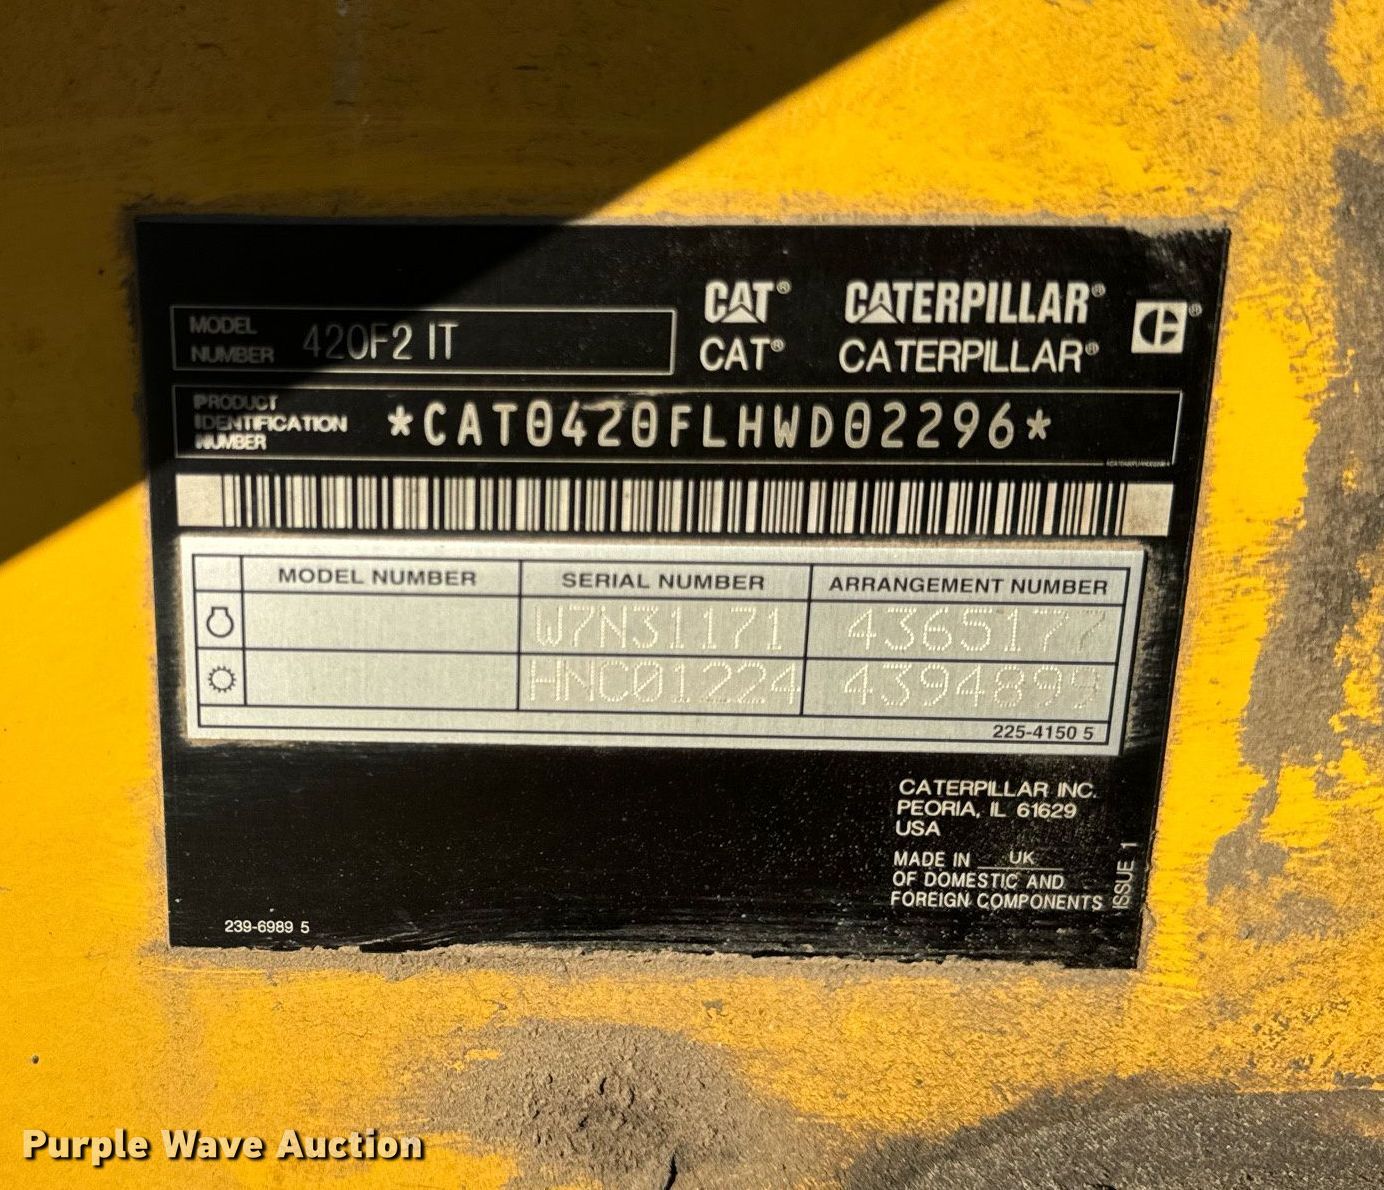 MODEL NUMBER 420F2 IT
CAT® CATERPILLAR®
CAT® CATERPILLAR®
PRODUCT IDENTIFICATION NUMBER *CAT0420FLHWD02296*
MODEL NUMBER SERIAL NUMBER ARRANGEMENT NUMBER
W7N31171 4365177
HNC01224 4394899
225-4150 5
CATERPILLAR INC.
PEORIA, IL 61629
USA
MADE IN UK
OF DOMESTIC AND
FOREIGN COMPONENTS
ISSUE 1
239-6989 5
Purple Wave Auction